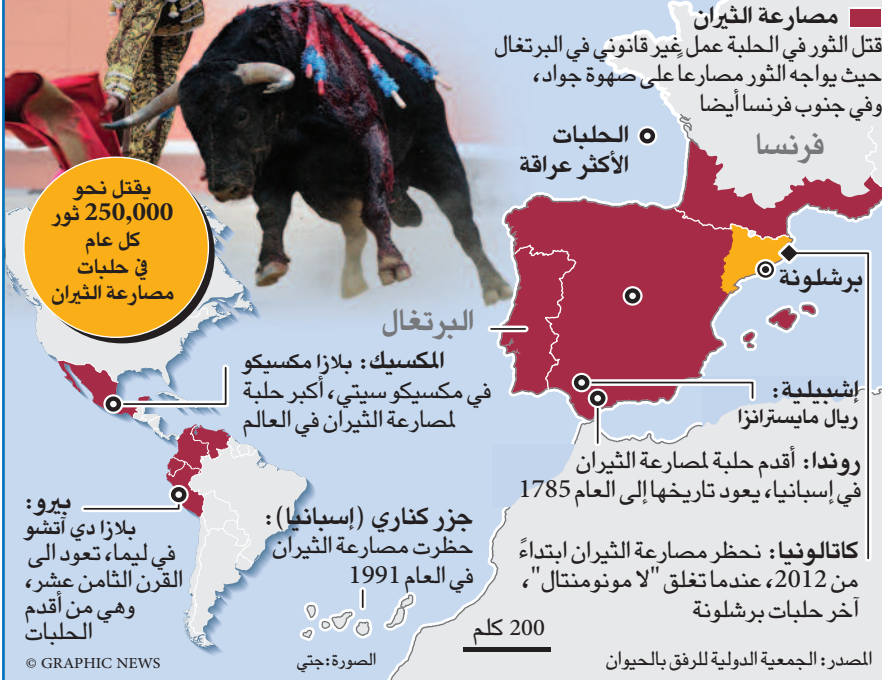 مصارعة الثيران
قتل الثور في الحلبة عمل غير قانوني في البرتغال
حيث يواجه الثور مصارعاً على صهوة جواد،
وفي جنوب فرنسا أيضا
الحلبات
الأكثر عراقة
فرنسا
يقتل نحو
250,000 ثور
كل عام
في حلبات
مصارعة الثيران
برشلونة
البرتغال
المكسيك: بلازا مكسيكو
في مكسيكو سيتي، أكبر حلبة
لمصارعة الثيران في العالم
إشبيلية:
ريال مايسترانزا
روندا: أقدم حلبة لمصارعة الثيران
في إسبانيا، يعود تاريخها إلى العام 1785
بيرو:
بلازا دي آتشو
في ليما، تعود الى
القرن الثامن عشر،
وهي من أقدم
الحلبات
جزر كناري (إسبانيا):
حظرت مصارعة الثيران
في العام 1991
كاتالونيا: نحظر مصارعة الثيران ابتداءً
من 2012، عندما تغلق "لا مونومنتال"،
آخر حلبات برشلونة
200 كلم
المصدر: الجمعية الدولية للرفق بالحيوان
الصورة: جتي
© GRAPHIC NEWS